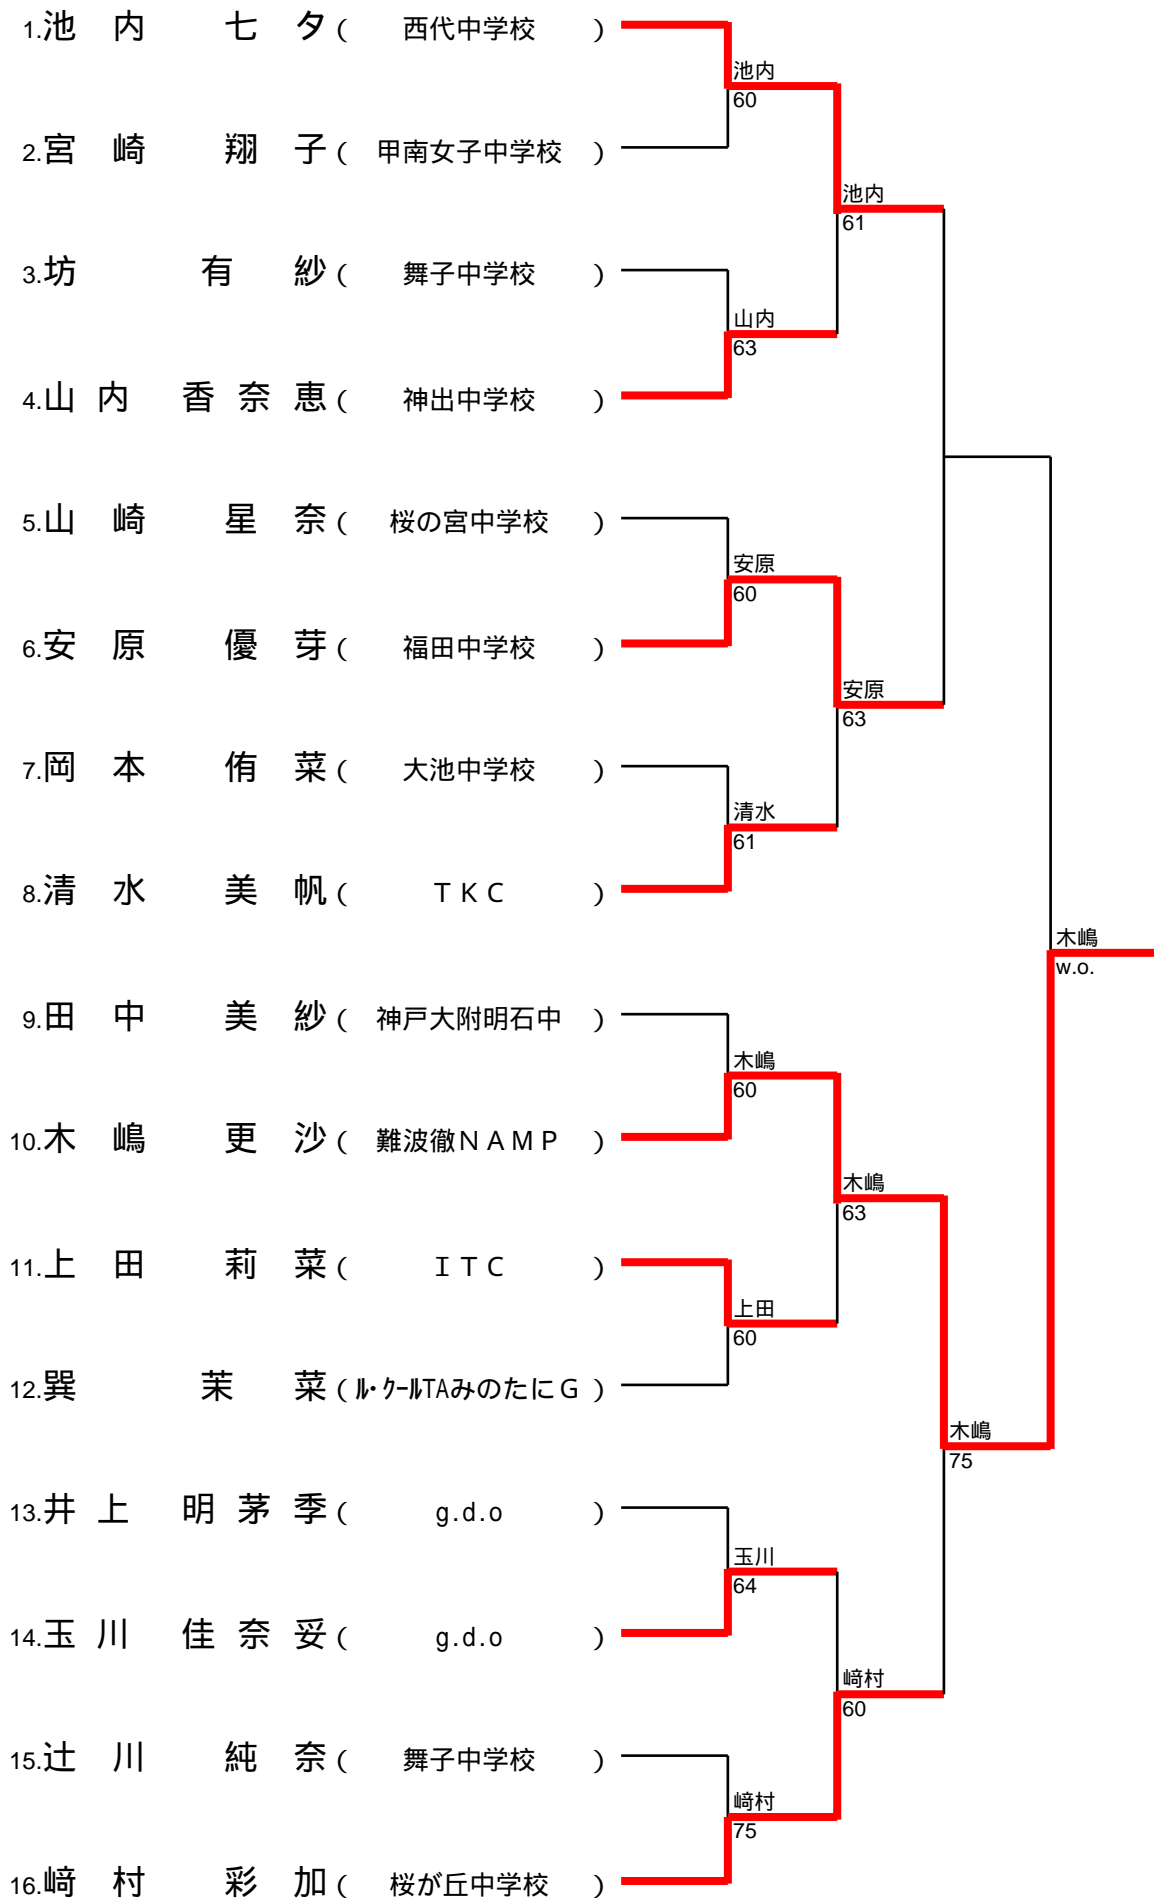 1.池内 七夕 ( 西代中学校 )
池内
60
2.宮崎 翔子 ( 甲南女子中学校 )
池内
61
3.坊 有紗 ( 舞子中学校 )
山内
63
4.山内 香奈恵 ( 神出中学校 )
5.山崎 星奈 ( 桜の宮中学校 )
安原
60
6.安原 優芽 ( 福田中学校 )
安原
63
7.岡本 侑菜 ( 大池中学校 )
清水
61
8.清水 美帆 ( ＴＫＣ )
木嶋
w.o.
9.田中 美紗 ( 神戸大附明石中 )
木嶋
60
10.木嶋 更沙 ( 難波徹ＮＡＭＰ )
木嶋
63
11.上田 莉菜 ( ＩＴＣ )
上田
60
12.巽 茉菜 ( ﾙ･ｸｰﾙTAみのたにＧ )
木嶋
75
13.井上 明茅季 ( g.d.o )
玉川
64
14.玉川 佳奈妥 ( g.d.o )
﨑村
60
15.辻川 純奈 ( 舞子中学校 )
﨑村
75
16.﨑村 彩加 ( 桜が丘中学校 )